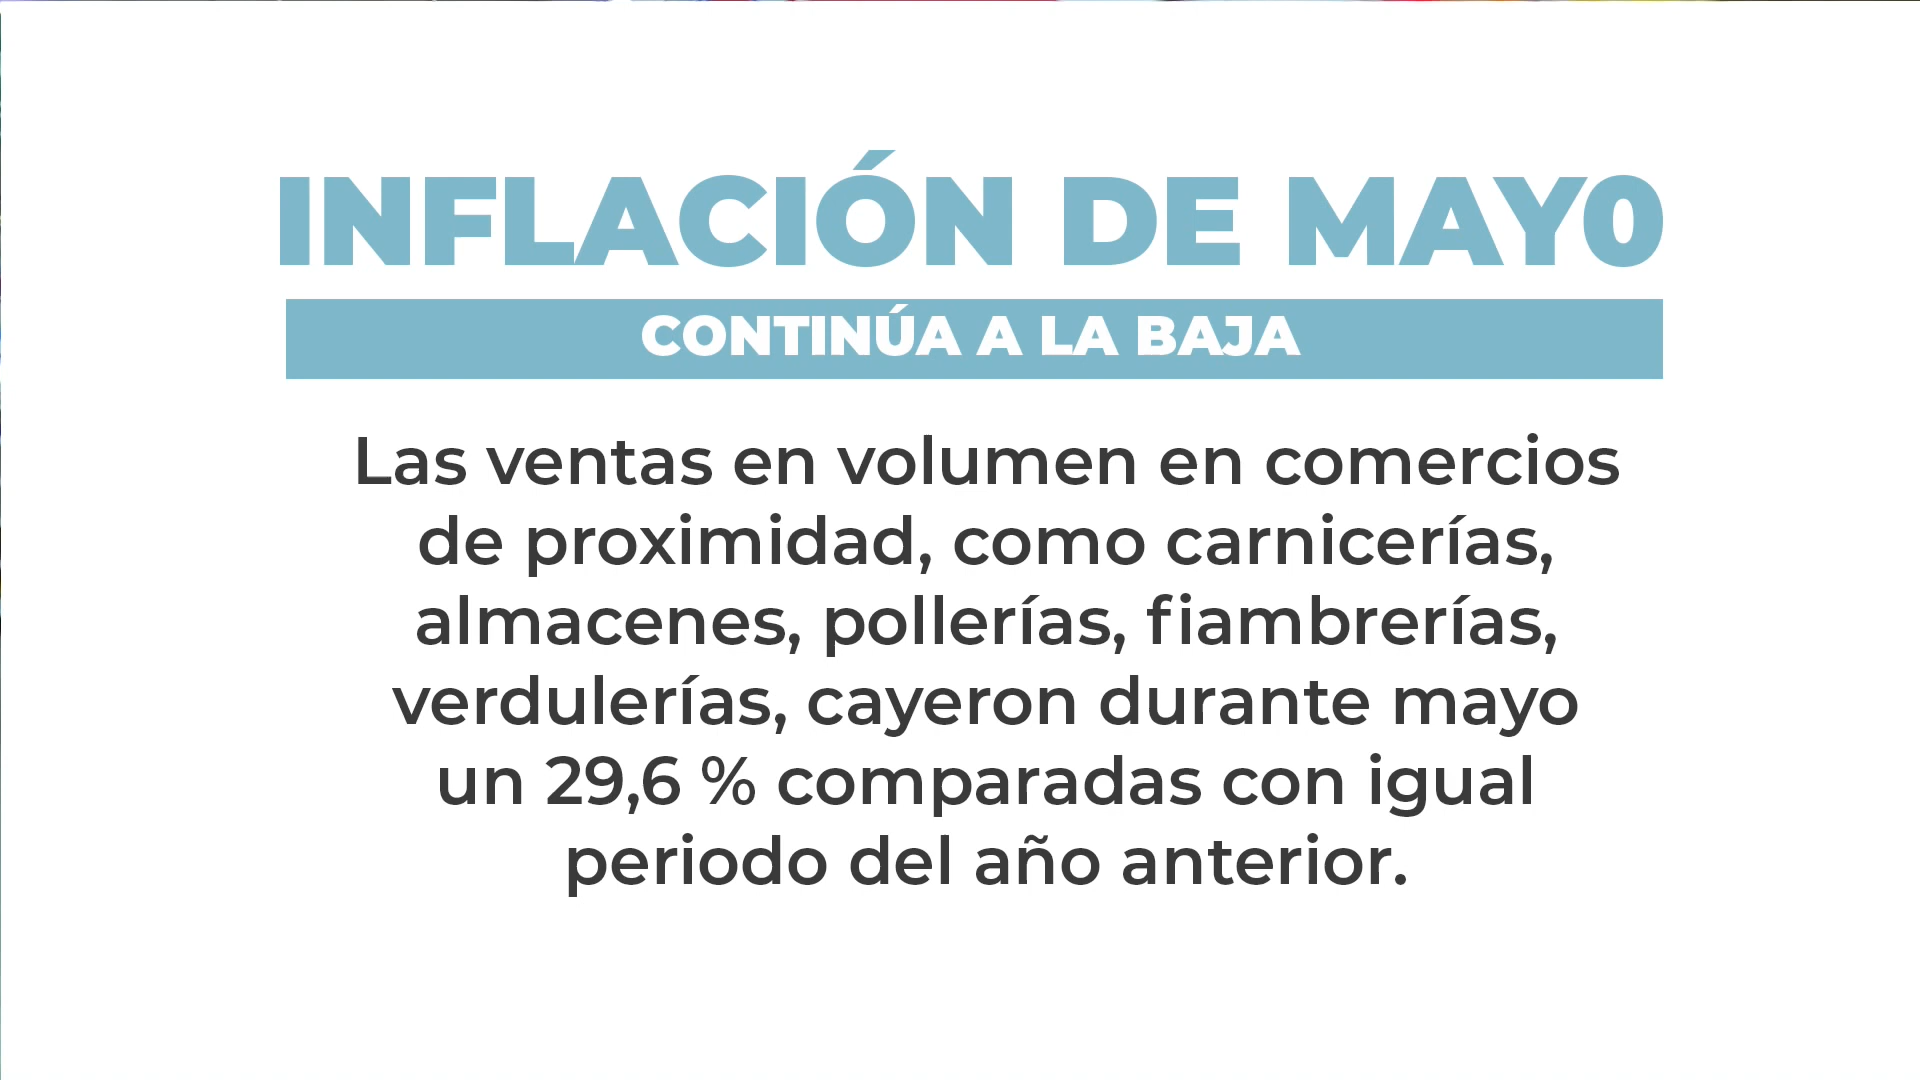 INFLACIÓN DE MAY0
CONTINÚA A LA BAJA
Las ventas en volumen en comercios
de proximidad, como carnicerías,
almacenes, pollerías, fiambrerías,
verdulerías, cayeron durante mayo
un 29,6 % comparadas con igual
periodo del año anterior.